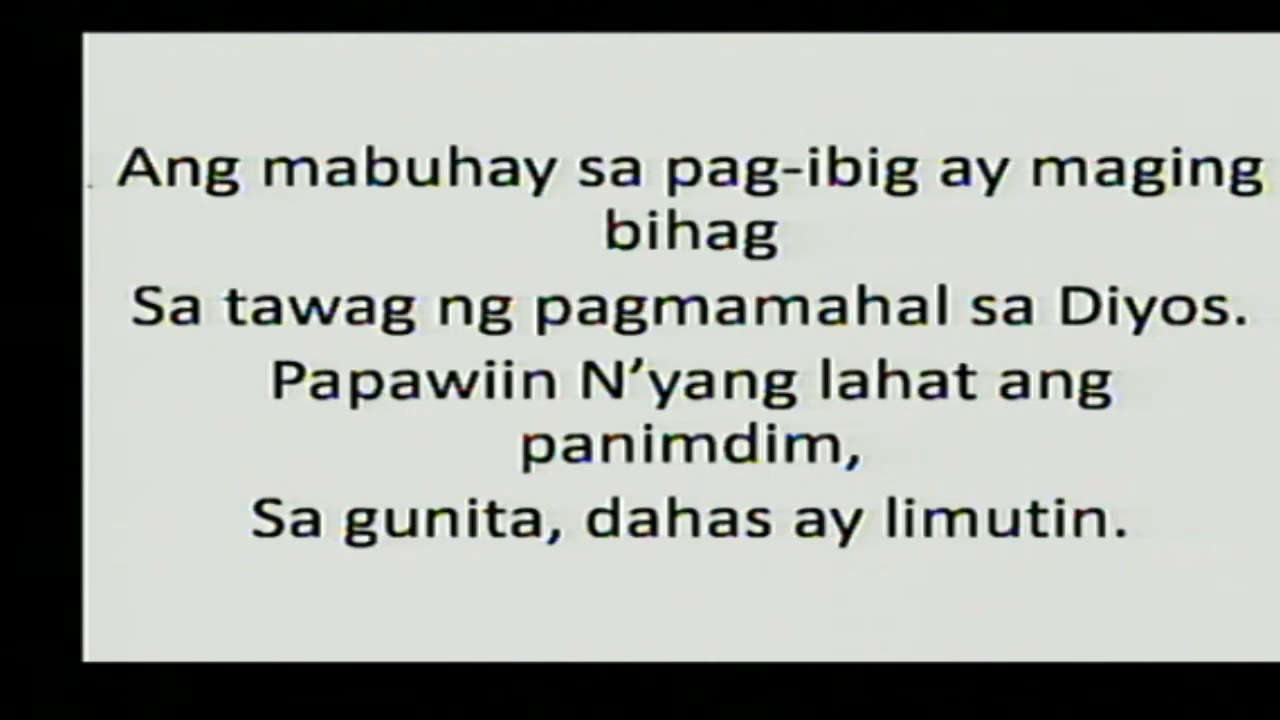 Ang mabuhay sa pag-ibig ay maging
bihag
Sa tawag ng pagmamahal sa Diyos.
Papawiin N’yang lahat ang
panimdim,
Sa gunita, dahas ay limutin.